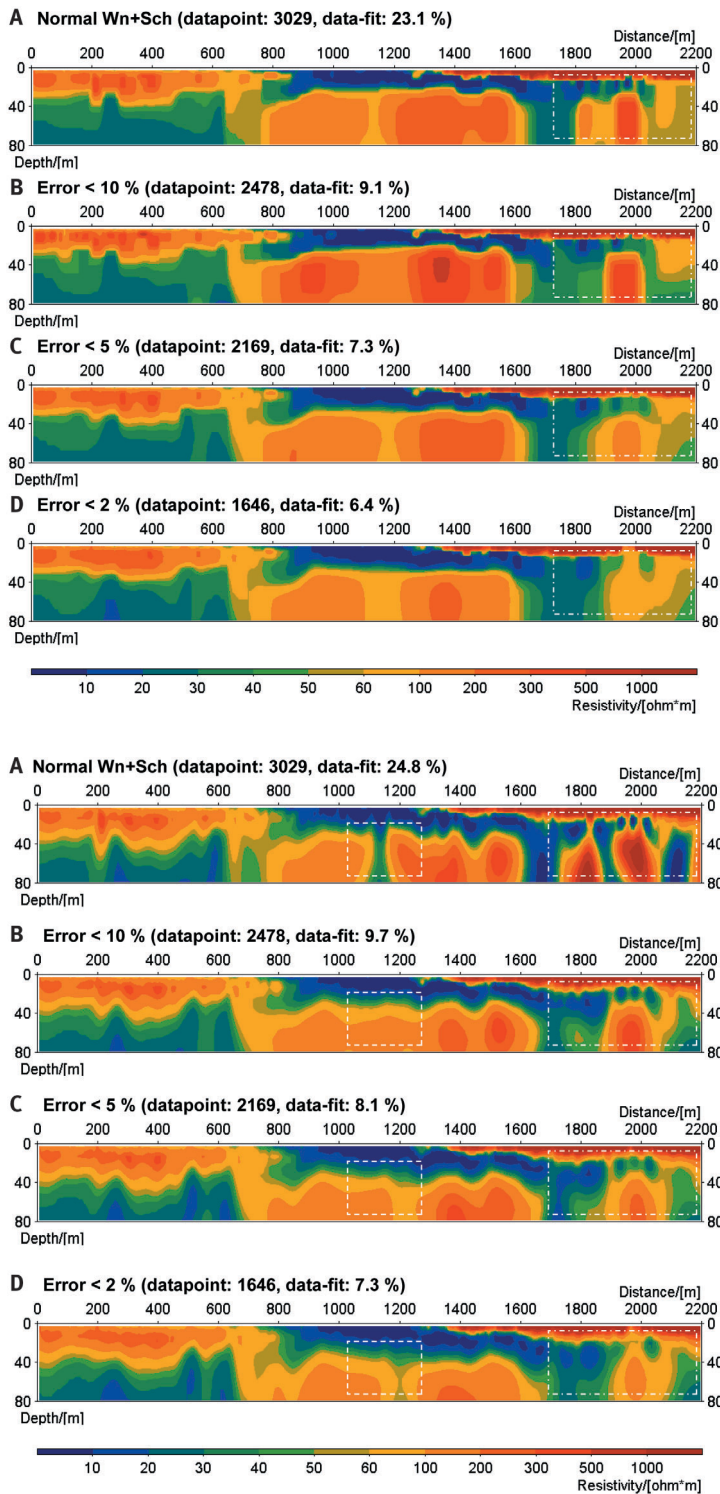 A Normal Wn+Sch (datapoint: 3029, data-fit: 23.1 %)
Distance/[m]
0 200 400 600 800 1000 1200 1400 1600 1800 2000 2200
0 0
40 40
80 80
Depth/[m]
B Error < 10 % (datapoint: 2478, data-fit: 9.1 %)
Distance/[m]
0 200 400 600 800 1000 1200 1400 1600 1800 2000 2200
0 0
40 40
80 80
Depth/[m]
C Error < 5 % (datapoint: 2169, data-fit: 7.3 %)
Distance/[m]
0 200 400 600 800 1000 1200 1400 1600 1800 2000 2200
0 0
40 40
80 80
Depth/[m]
D Error < 2 % (datapoint: 1646, data-fit: 6.4 %)
Distance/[m]
0 200 400 600 800 1000 1200 1400 1600 1800 2000 2200
0 0
40 40
80 80
Depth/[m]
10 20 30 40 50 60 100 200 300 500 1000
Resistivity/[ohm*m]
A Normal Wn+Sch (datapoint: 3029, data-fit: 24.8 %)
Distance/[m]
0 200 400 600 800 1000 1200 1400 1600 1800 2000 2200
0 0
40 40
80 80
Depth/[m]
B Error < 10 % (datapoint: 2478, data-fit: 9.7 %)
Distance/[m]
0 200 400 600 800 1000 1200 1400 1600 1800 2000 2200
0 0
40 40
80 80
Depth/[m]
C Error < 5 % (datapoint: 2169, data-fit: 8.1 %)
Distance/[m]
0 200 400 600 800 1000 1200 1400 1600 1800 2000 2200
0 0
40 40
80 80
Depth/[m]
D Error < 2 % (datapoint: 1646, data-fit: 7.3 %)
Distance/[m]
0 200 400 600 800 1000 1200 1400 1600 1800 2000 2200
0 0
40 40
80 80
Depth/[m]
10 20 30 40 50 60 100 200 300 500 1000
Resistivity/[ohm*m]